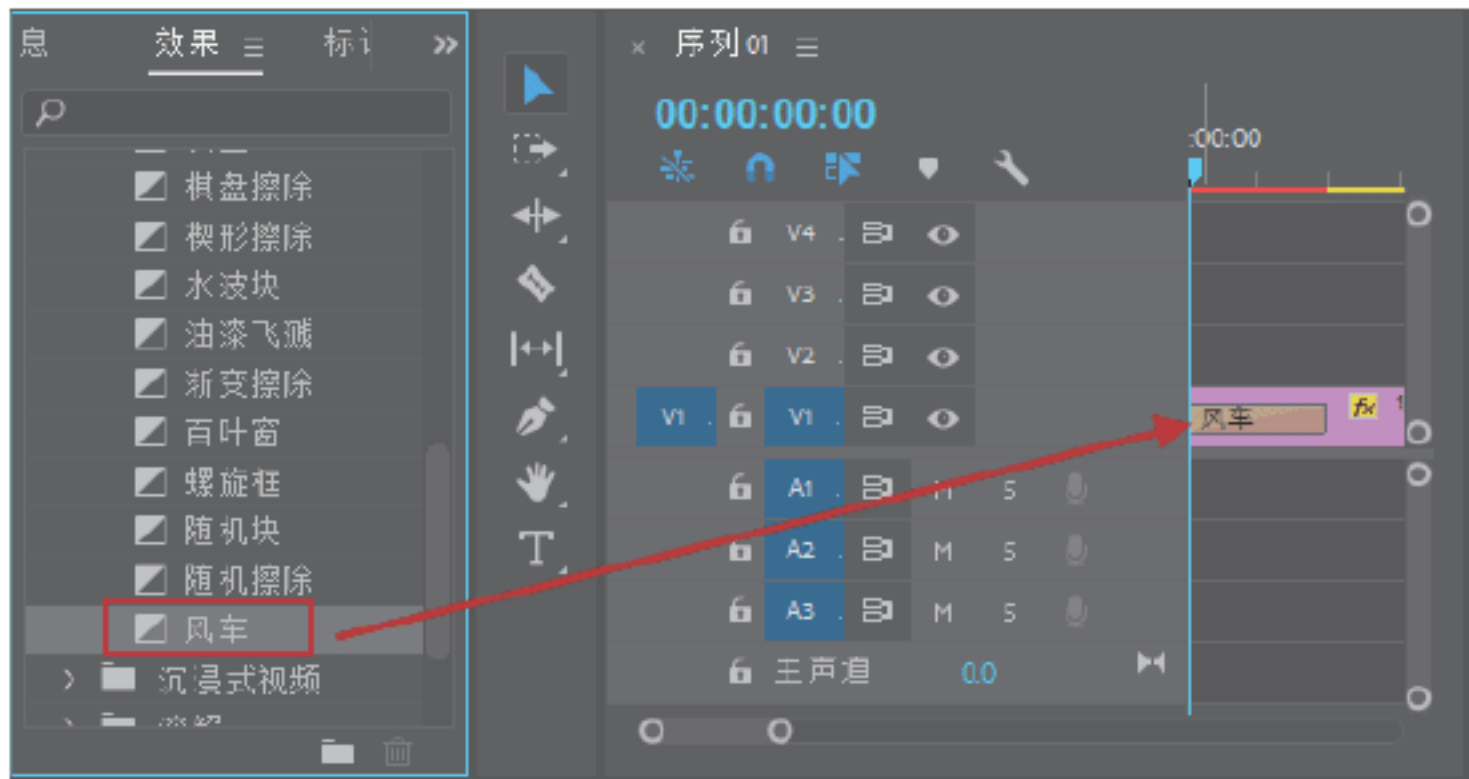 息 效果 标
序列 01
00:00:00:00
:00:00
棋盘擦除
楔形擦除
水波块
油漆飞溅
渐变擦除
百叶窗
螺旋框
随机块
随机擦除
风车
沉浸式视频
V4
V3
V2
V1 V1 风车 fx 1
A1 M S
A2 M S
A3 M S
主声道 0.0
T